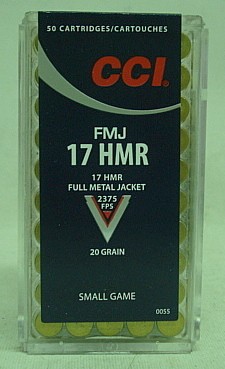 50 CARTRIDGES/CARTOUCHES
CCI®
FMJ
17 HMR
17 HMR
FULL METAL JACKET
2375
FPS
20 GRAIN
SMALL GAME
0055